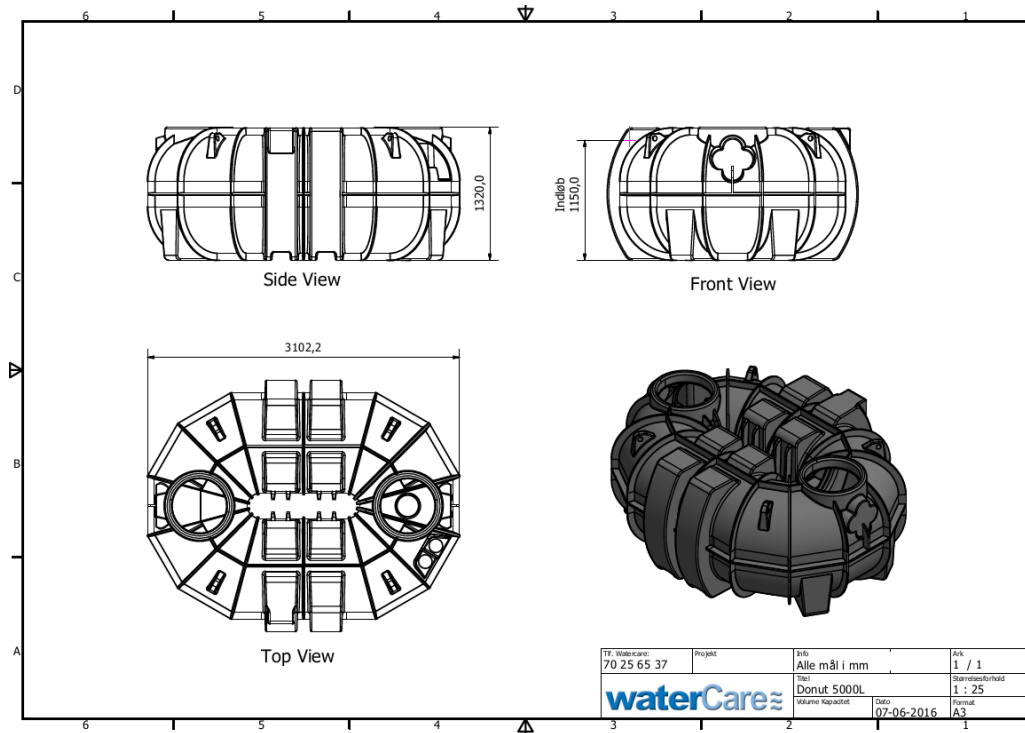 6 5 4 3 2 1
D
C
B
A
1320,0
Side View
Indløb
1150,0
Front View
3102,2
Top View
Tlf. Watercare:
70 25 65 37
Projekt
Info
Alle mål i mm
Ark
1 / 1
waterCare
Titel
Donut 5000L
Størrelsesforhold
1 : 25
Volume Kapacitet
Dato
07-06-2016
Format
A3
6 5 4 3 2 1